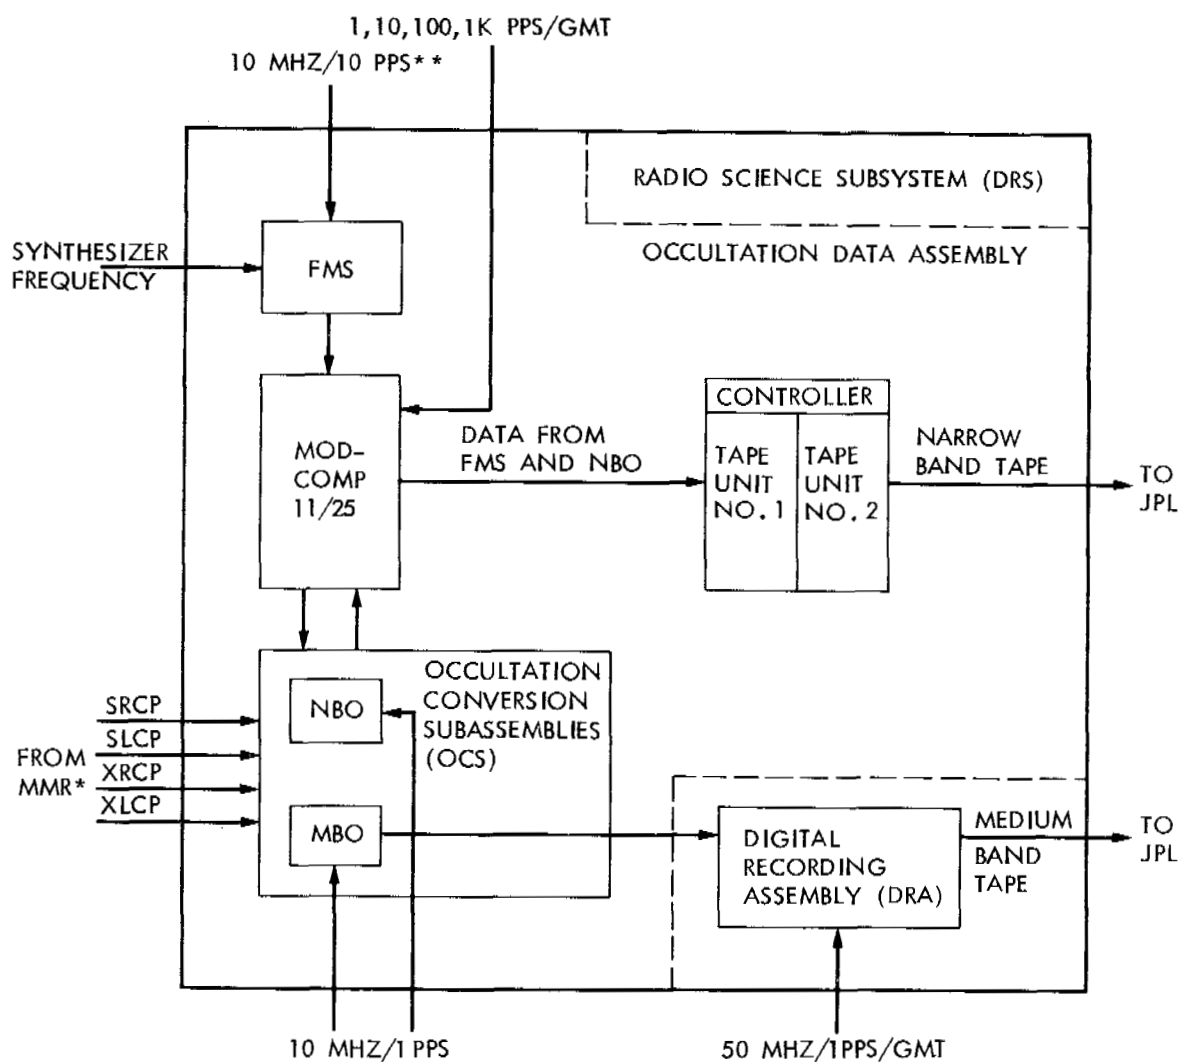 1,10,100,1K PPS/GMT
10 MHZ/10 PPS**
RADIO SCIENCE SUBSYSTEM (DRS)
OCCULTATION DATA ASSEMBLY
SYNTHESIZER
FREQUENCY
FMS
MOD-
COMP
11/25
DATA FROM
FMS AND NBO
CONTROLLER
TAPE
UNIT
NO. 1
TAPE
UNIT
NO. 2
NARROW
BAND TAPE
TO
JPL
OCCULTATION
CONVERSION
SUBASSEMBLIES
(OCS)
NBO
MBO
FROM
MMR*
SRCP
SLCP
XRCP
XLCP
DIGITAL
RECORDING
ASSEMBLY (DRA)
MEDIUM
BAND
TAPE
TO
JPL
10 MHZ/1 PPS
50 MHZ/1PPS/GMT